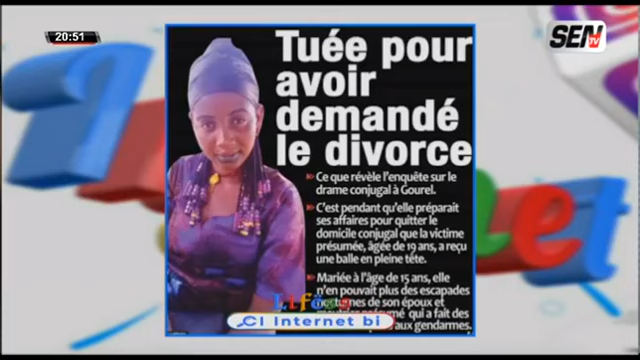 20:51
SEN TV
Tuée pour
avoir
demandé
le divorce
Ce que révèle l'enquête sur le
drame conjugal à Gourel.
C'est pendant qu'elle préparait
ses affaires pour quitter le
domicile conjugal que la victime
présumée, âgée de 19 ans, a reçu
une balle en pleine tête.
Mariée à l'âge de 15 ans, elle
n'en pouvait plus des escapades
de son époux et
qui a fait des
aux gendarmes.
CI Internet bi